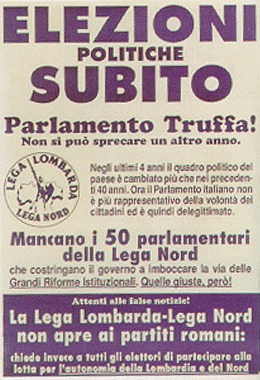 ELEZIONI
POLITICHE
SUBITO
Parlamento Truffa!
Non si può sprecare un altro anno.
LEGA LOMBARDA
LEGA NORD
Negli ultimi 4 anni il quadro politico del
paese è cambiato più che nei preceden-
ti 40 anni. Ora il Parlamento italiano non
è più rappresentativo della volontà dei
cittadini ed è quindi delegittimato.
Mancano i 50 parlamentari
della Lega Nord
che costringano il governo a imboccare la via delle
Grandi Riforme Istituzionali. Quelle giuste, però!
Attenti alle false notizie!
La Lega Lombarda-Lega Nord
non apre ai partiti romani:
chiede invece a tutti gli elettori di partecipare alla
lotta per l'autonomia della Lombardia e del Nord